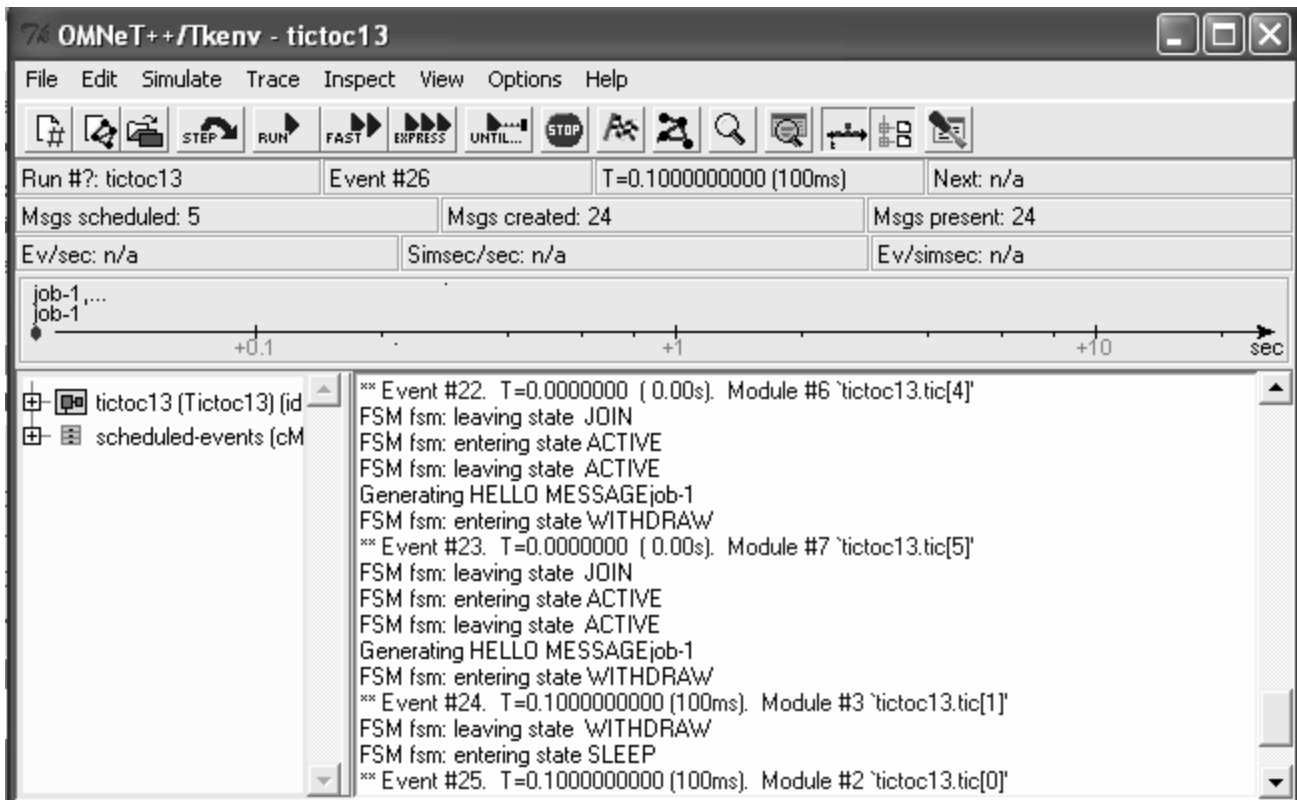 OMNeT++/Tkenv - tictoc13
File Edit Simulate Trace Inspect View Options Help
STEP RUN FAST EXPRESS UNTIL... STOP
Run #?: tictoc13 Event #26 T=0.1000000000 (100ms) Next: n/a
Msgs scheduled: 5 Msgs created: 24 Msgs present: 24
Ev/sec: n/a Simsec/sec: n/a Ev/simsec: n/a
job-1,...
job-1
+0.1 +1 +10 sec
tictoc13 (Tictoc13) (id
scheduled-events (cM
** Event #22. T=0.0000000 ( 0.00s). Module #6 `tictoc13.tic[4]'
FSM fsm: leaving state JOIN
FSM fsm: entering state ACTIVE
FSM fsm: leaving state ACTIVE
Generating HELLO MESSAGEjob-1
FSM fsm: entering state WITHDRAW
** Event #23. T=0.0000000 ( 0.00s). Module #7 `tictoc13.tic[5]'
FSM fsm: leaving state JOIN
FSM fsm: entering state ACTIVE
FSM fsm: leaving state ACTIVE
Generating HELLO MESSAGEjob-1
FSM fsm: entering state WITHDRAW
** Event #24. T=0.1000000000 (100ms). Module #3 `tictoc13.tic[1]'
FSM fsm: leaving state WITHDRAW
FSM fsm: entering state SLEEP
** Event #25. T=0.1000000000 (100ms). Module #2 `tictoc13.tic[0]'